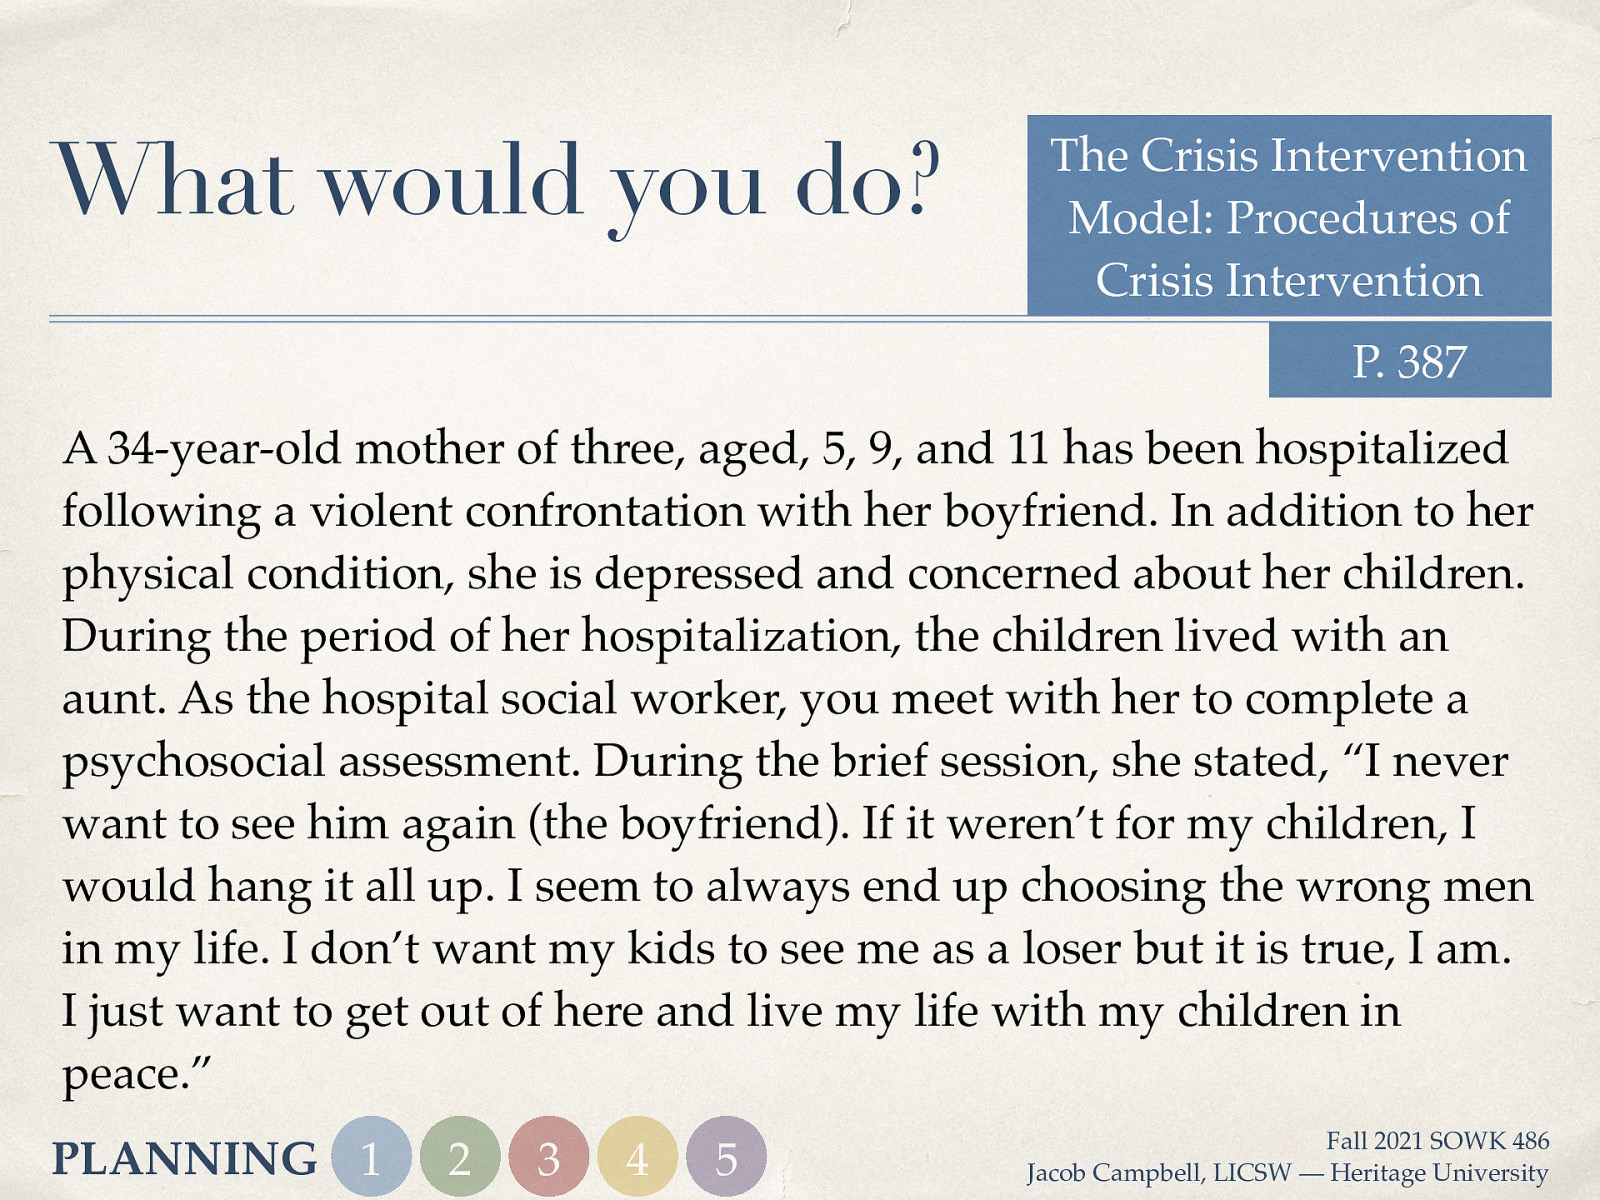 What would you do?
The Crisis Intervention
Model: Procedures of
Crisis Intervention
P. 387
A 34-year-old mother of three, aged, 5, 9, and 11 has been hospitalized
following a violent confrontation with her boyfriend. In addition to her
physical condition, she is depressed and concerned about her children.
During the period of her hospitalization, the children lived with an
aunt. As the hospital social worker, you meet with her to complete a
psychosocial assessment. During the brief session, she stated, “I never
want to see him again (the boyfriend). If it weren’t for my children, I
would hang it all up. I seem to always end up choosing the wrong men
in my life. I don’t want my kids to see me as a loser but it is true, I am.
I just want to get out of here and live my life with my children in
peace.”
PLANNING 1 2 3 4 5
Fall 2021 SOWK 486
Jacob Campbell, LICSW — Heritage University